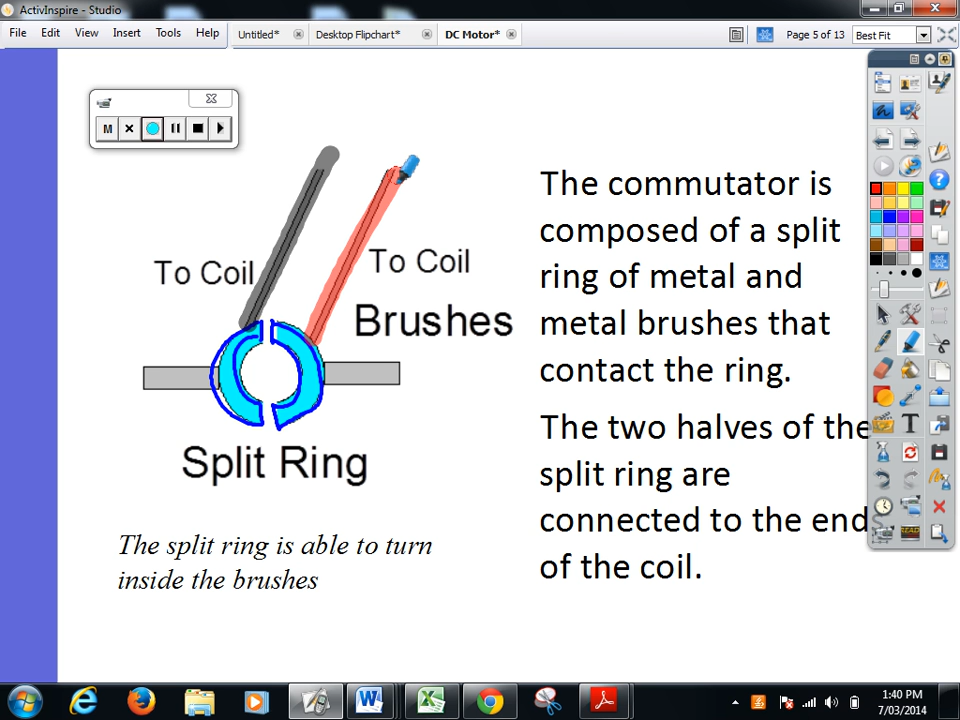 ActivInspire - Studio
File Edit View Insert Tools Help Untitled* Desktop Flipchart* DC Motor* Page 5 of 13 Best Fit
M
To Coil
To Coil
Brushes
Split Ring
The split ring is able to turn
inside the brushes
The commutator is
composed of a split
ring of metal and
metal brushes that
contact the ring.
The two halves of the
split ring are
connected to the ends
of the coil.
T
1:40 PM
7/03/2014